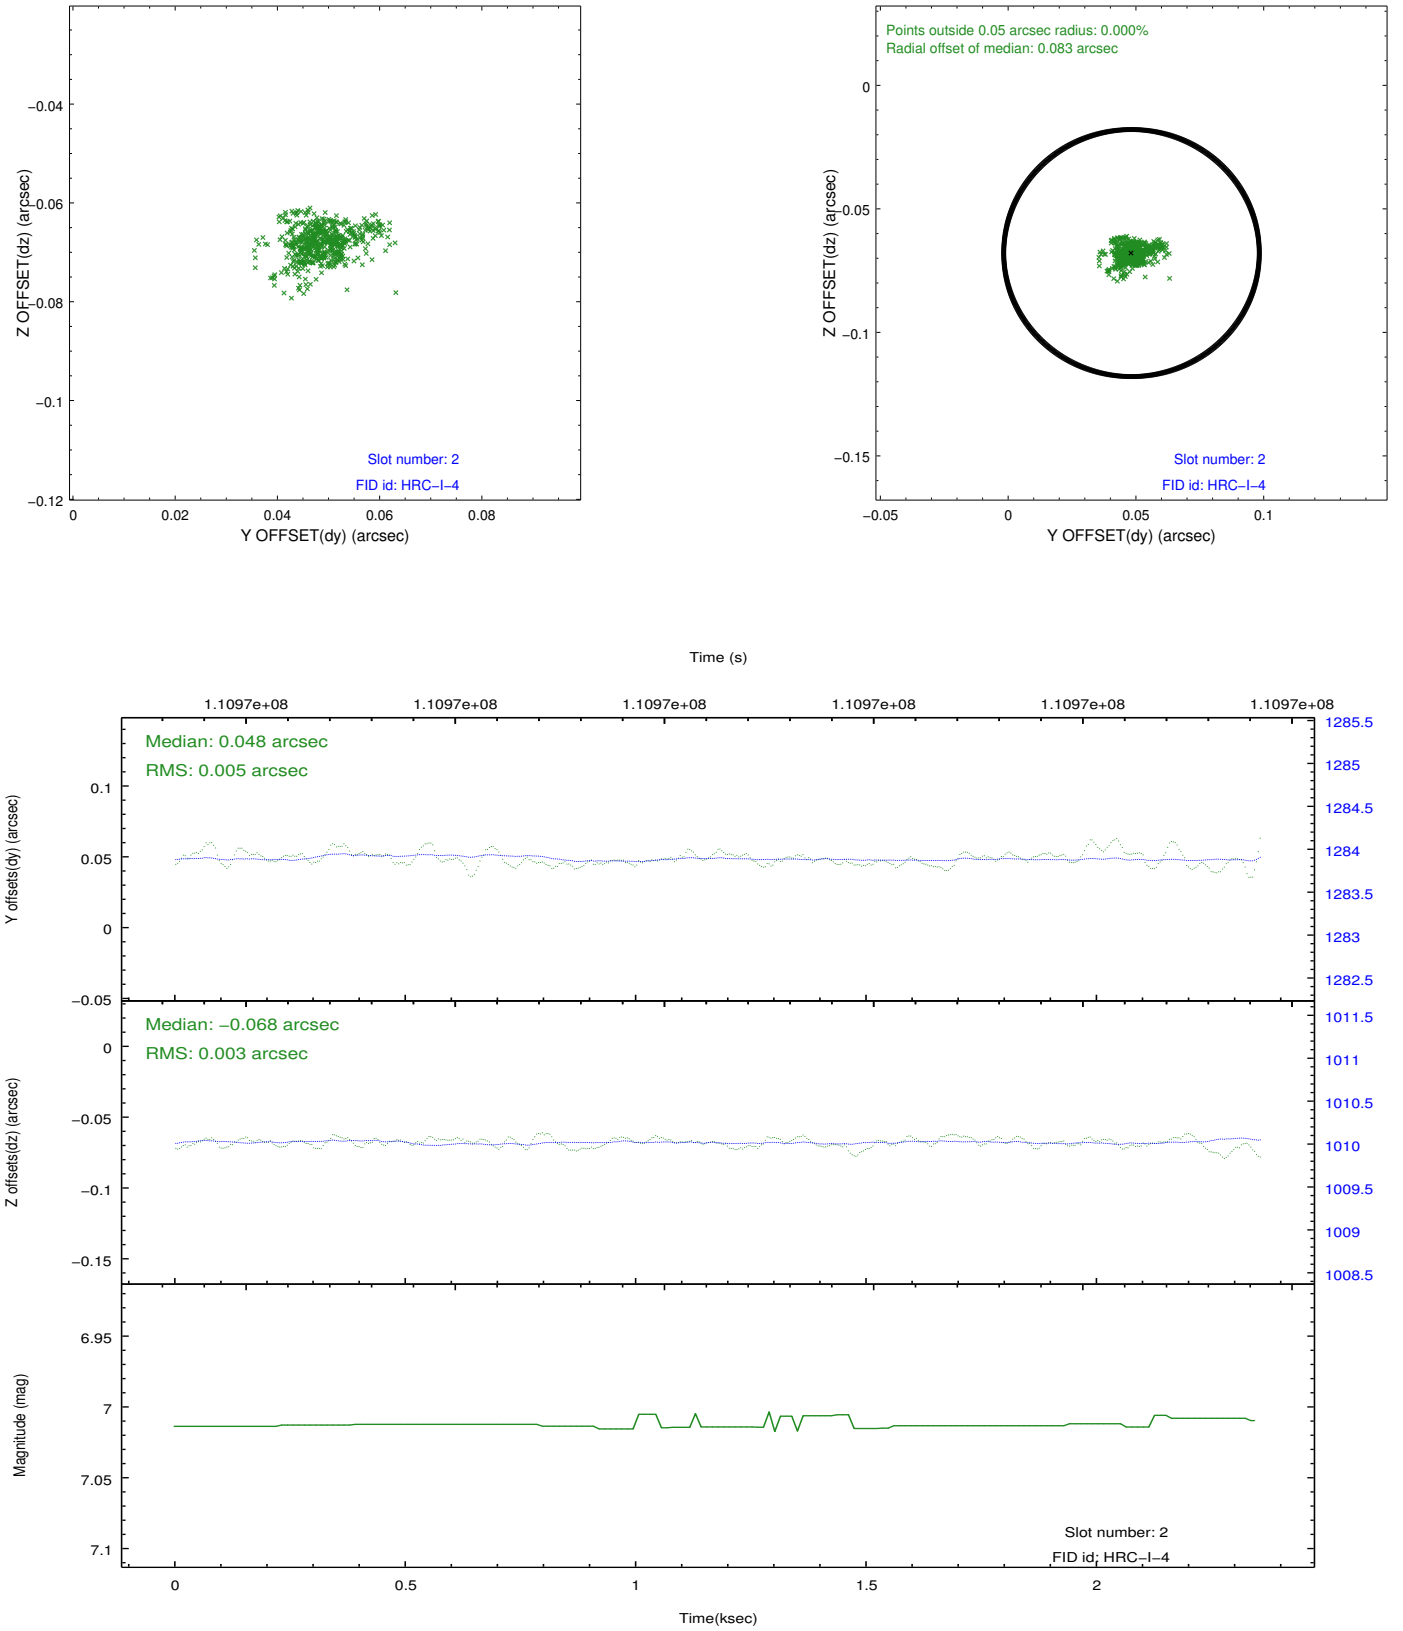 −0.04
−0.06
−0.08
−0.1
−0.12
Z OFFSET(dz) (arcsec)
Slot number: 2
FID id: HRC−I−4
0 0.02 0.04 0.06 0.08
Y OFFSET(dy) (arcsec)
Points outside 0.05 arcsec radius: 0.000%
Radial offset of median: 0.083 arcsec
0
−0.05
−0.1
−0.15
Z OFFSET(dz) (arcsec)
Slot number: 2
FID id: HRC−I−4
−0.05 0 0.05 0.1
Y OFFSET(dy) (arcsec)
Time (s)
1.1097e+08 1.1097e+08 1.1097e+08 1.1097e+08 1.1097e+08 1.1097e+08
Median: 0.048 arcsec
RMS: 0.005 arcsec
0.1
0.05
0
−0.05
Y offsets(dy) (arcsec)
1285.5
1285
1284.5
1284
1283.5
1283
1282.5
Median: −0.068 arcsec
RMS: 0.003 arcsec
0
−0.05
−0.1
−0.15
Z offsets(dz) (arcsec)
1011.5
1011
1010.5
1010
1009.5
1009
1008.5
6.95
7
7.05
7.1
Magnitude (mag)
Slot number: 2
FID id: HRC−I−4
0 0.5 1 1.5 2
Time(ksec)